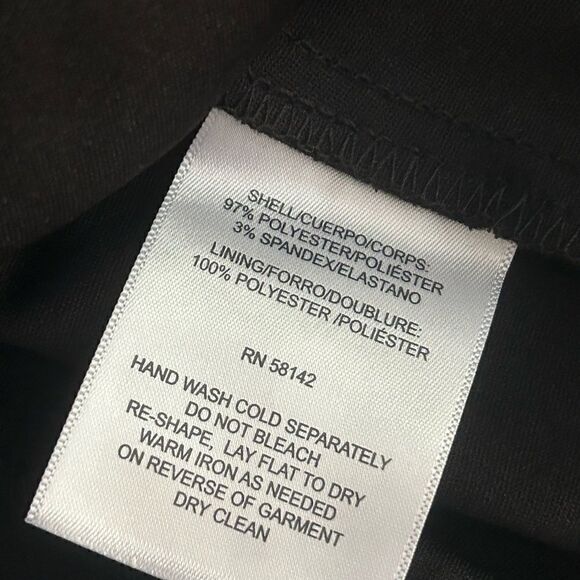 SHELL/CUERPO/CORPS:
97% POLYESTER/POLIÉSTER
3% SPANDEX/ELASTANO
LINING/FORRO/DOUBLURE:
100% POLYESTER /POLIÉSTER
RN 58142
HAND WASH COLD SEPARATELY
DO NOT BLEACH
RE-SHAPE. LAY FLAT TO DRY
WARM IRON AS NEEDED
ON REVERSE OF GARMENT
DRY CLEAN